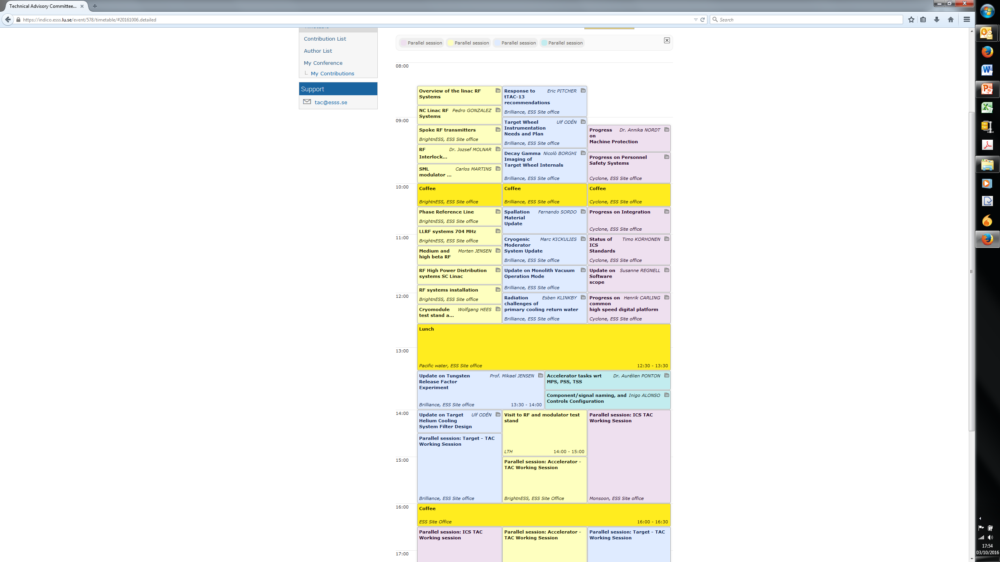 Technical Advisory Committee...
https://indico.esss.lu.se/event/578/timetable/#20161006.detailed
Search
Contribution List
Author List
My Conference
My Contributions
Support
tac@esss.se
Parallel session
Parallel session
Parallel session
Parallel session
08:00
Overview of the linac RF
Systems
Response to
tTAC-13
recommendations
Eric PITCHER
Brilliance, ESS Site office
NC Linac RF
Systems
Pedro GONZALEZ
09:00
Target Wheel
Instrumentation
Needs and Plan
Ulf ODÉN
Brilliance, ESS Site office
Spoke RF transmitters
BrightnESS, ESS Site office
Progress
on
Machine Protection
Dr. Annika NORDT
RF
Interlock...
Dr. Jozsef MOLNAR
Decay Gamma
Imaging of
Target Wheel Internals
Nicolò BORGHI
Brilliance, ESS Site office
Progress on Personnel
Safety Systems
Cyclone, ESS Site office
SML
modulator ...
Carlos MARTINS
10:00
Coffee
BrightnESS, ESS Site office
Coffee
Brilliance, ESS Site office
Coffee
Cyclone, ESS Site office
Phase Reference Line
BrightnESS, ESS Site office
Spallation
Material
Update
Fernando SORDO
Progress on Integration
Cyclone, ESS Site office
LLRF systems 704 MHz
BrightnESS, ESS Site office
11:00
Cryogenic
Moderator
System Update
Marc KICKULIES
Brilliance, ESS Site office
Status of
ICS
Standards
Timo KORHONEN
Cyclone, ESS Site office
Medium and
high beta RF
Morten JENSEN
RF High Power Distribution
systems SC Linac
Update on Monolith Vacuum
Operation Mode
Brilliance, ESS Site office
Update on
Software
scope
Susanne REGNELL
RF systems installation
BrightnESS, ESS Site office
12:00
Radiation
challenges of
primary cooling return water
Esben KLINKBY
Brilliance, ESS Site office
Progress on
common
high speed digital platform
Henrik CARLING
Cyclone, ESS Site office
Cryomodule
test stand a...
Wolfgang HEES
Lunch
Pacific water, ESS Site office
12:30 - 13:30
13:00
Update on Tungsten
Release Factor
Experiment
Prof. Mikael JENSEN
Brilliance, ESS Site office
13:30 - 14:00
Accelerator tasks wrt
MPS, PSS, TSS
Dr. Aurélien PONTON
Component/signal naming, and
Controls Configuration
Inigo ALONSO
14:00
Update on Target
Helium Cooling
System Filter Design
Ulf ODÉN
Visit to RF and modulator test
stand
LTH
14:00 - 15:00
Parallel session: ICS TAC
Working Session
Monsoon, ESS Site office
Parallel session: Target - TAC
Working Session
Brilliance, ESS Site office
15:00
Parallel session: Accelerator -
TAC Working Session
BrightnESS, ESS Site Office
16:00
Coffee
ESS Site Office
16:00 - 16:30
Parallel session: ICS TAC
Working session
Parallel session: Accelerator -
TAC Working Session
Parallel session: Target - TAC
Working Session
17:00
17:54
03/10/2016